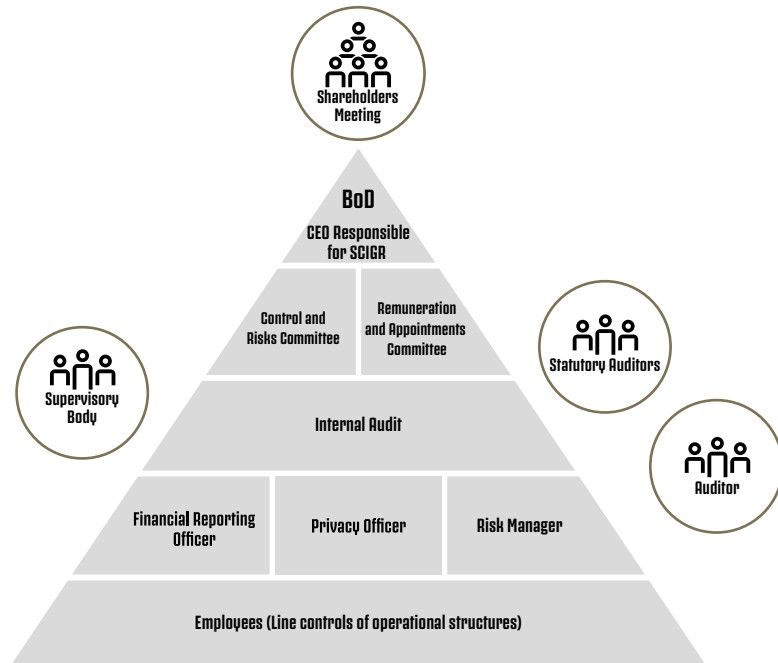 Shareholders
Meeting
BoD
CEO Responsible
for SCIGR
Control and
Risks Committee
Remuneration
and Appointments
Committee
Statutory Auditors
Supervisory
Body
Internal Audit
Auditor
Financial Reporting
Officer
Privacy Officer
Risk Manager
Employees (Line controls of operational structures)